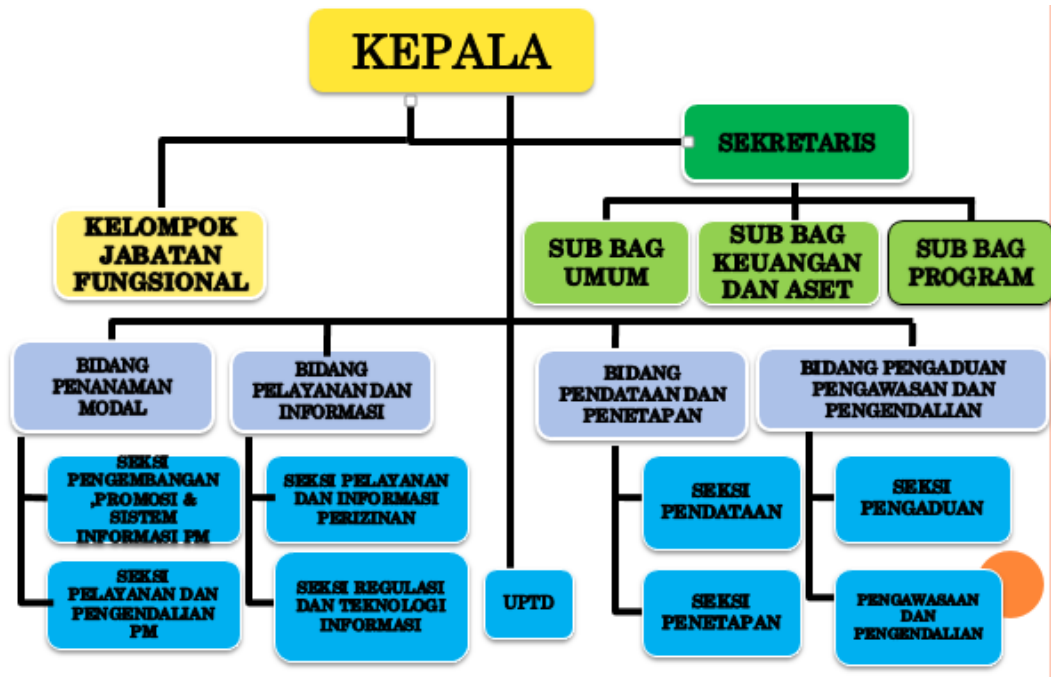 KEPALA
SEKRETARIS
KELOMPOK
JABATAN
FUNGSIONAL
SUB BAG
UMUM
SUB BAG
KEUANGAN
DAN ASET
SUB BAG
PROGRAM
BIDANG
PENANAMAN
MODAL
BIDANG
PELAYANAN DAN
INFORMASI
BIDANG
PENDATAAN DAN
PENETAPAN
BIDANG PENGADUAN
PENGAWASAN DAN
PENGENDALIAN
SEKSI
PENGEMBANGAN
,PROMOSI &
SISTEM
INFORMASI PM
SEKSI PELAYANAN
DAN INFORMASI
PERIZINAN
SEKSI
PENDATAAN
SEKSI
PENGADUAN
SEKSI
PELAYANAN DAN
PENGENDALIAN
PM
SEKSI REGULASI
DAN TEKNOLOGI
INFORMASI
UPTD
SEKSI
PENETAPAN
PENGAWASAAN
DAN
PENGENDALIAN